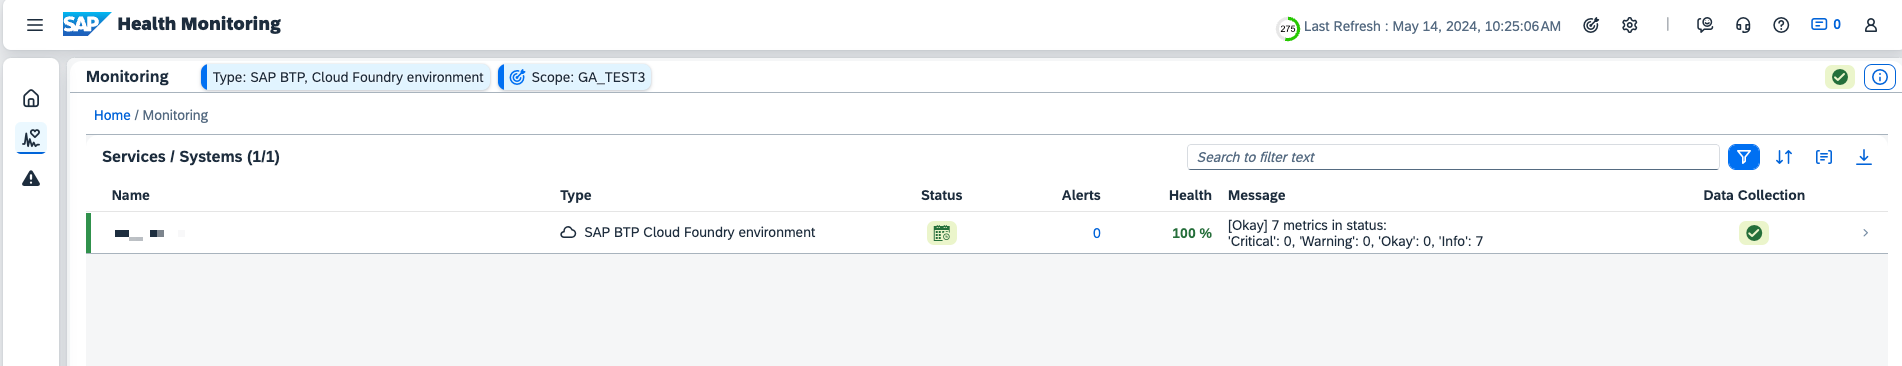 SAP Health Monitoring
275 Last Refresh : May 14, 2024, 10:25:06 AM
0
Monitoring Type: SAP BTP, Cloud Foundry environment Scope: GA_TEST3
Home / Monitoring
Services / Systems (1/1) Search to filter text
Name Type Status Alerts Health Message Data Collection
SAP BTP Cloud Foundry environment 0 100 % [Okay] 7 metrics in status:
'Critical': 0, 'Warning': 0, 'Okay': 0, 'Info': 7